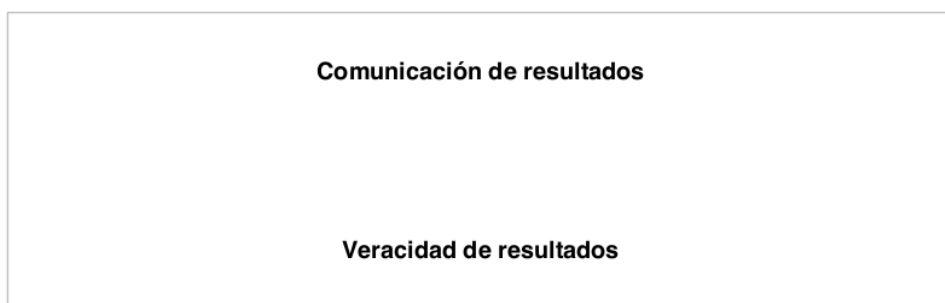 Comunicación de resultados
Veracidad de resultados